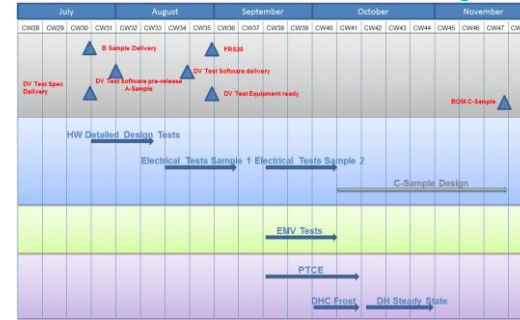 July August September October November
CW28 CW29 CW30 CW31 CW32 CW33 CW34 CW35 CW36 CW37 CW38 CW39 CW40 CW41 CW42 CW43 CW44 CW45 CW46 CW47
B Sample Delivery
FRS30
DV Test Spec Delivery
DV Test Software pre-release A-Sample
DV Test Software delivery
DV Test Equipment ready
BOM C-Sample
HW Detailed Design Tests
Electrical Tests Sample 1
Electrical Tests Sample 2
C-Sample Design
EMV Tests
PTCE
DHC Frost
DH Steady State